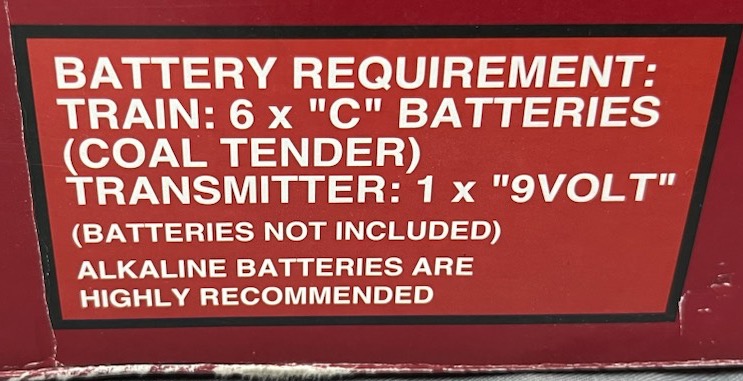 BATTERY REQUIREMENT:
TRAIN: 6 x "C" BATTERIES
(COAL TENDER)
TRANSMITTER: 1 x "9VOLT"
(BATTERIES NOT INCLUDED)
ALKALINE BATTERIES ARE
HIGHLY RECOMMENDED